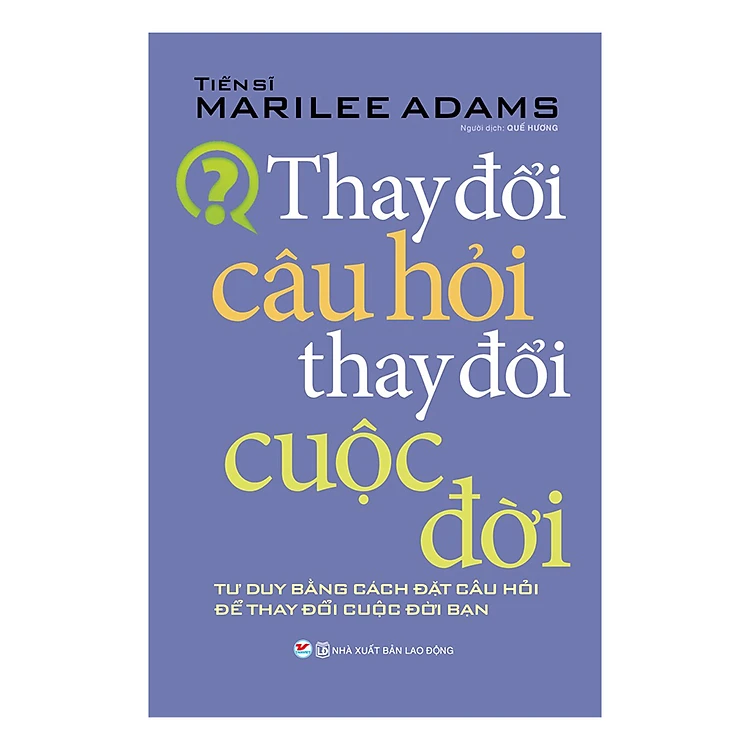 TIẾN SĨ
MARILEE ADAMS
Người dịch: QUẾ HƯƠNG
?
Thay đổi
câu hỏi
thay đổi
cuộc
đời
TƯ DUY BẰNG CÁCH ĐẶT CÂU HỎI
ĐỂ THAY ĐỔI CUỘC ĐỜI BẠN
LĐ NHÀ XUẤT BẢN LAO ĐỘNG